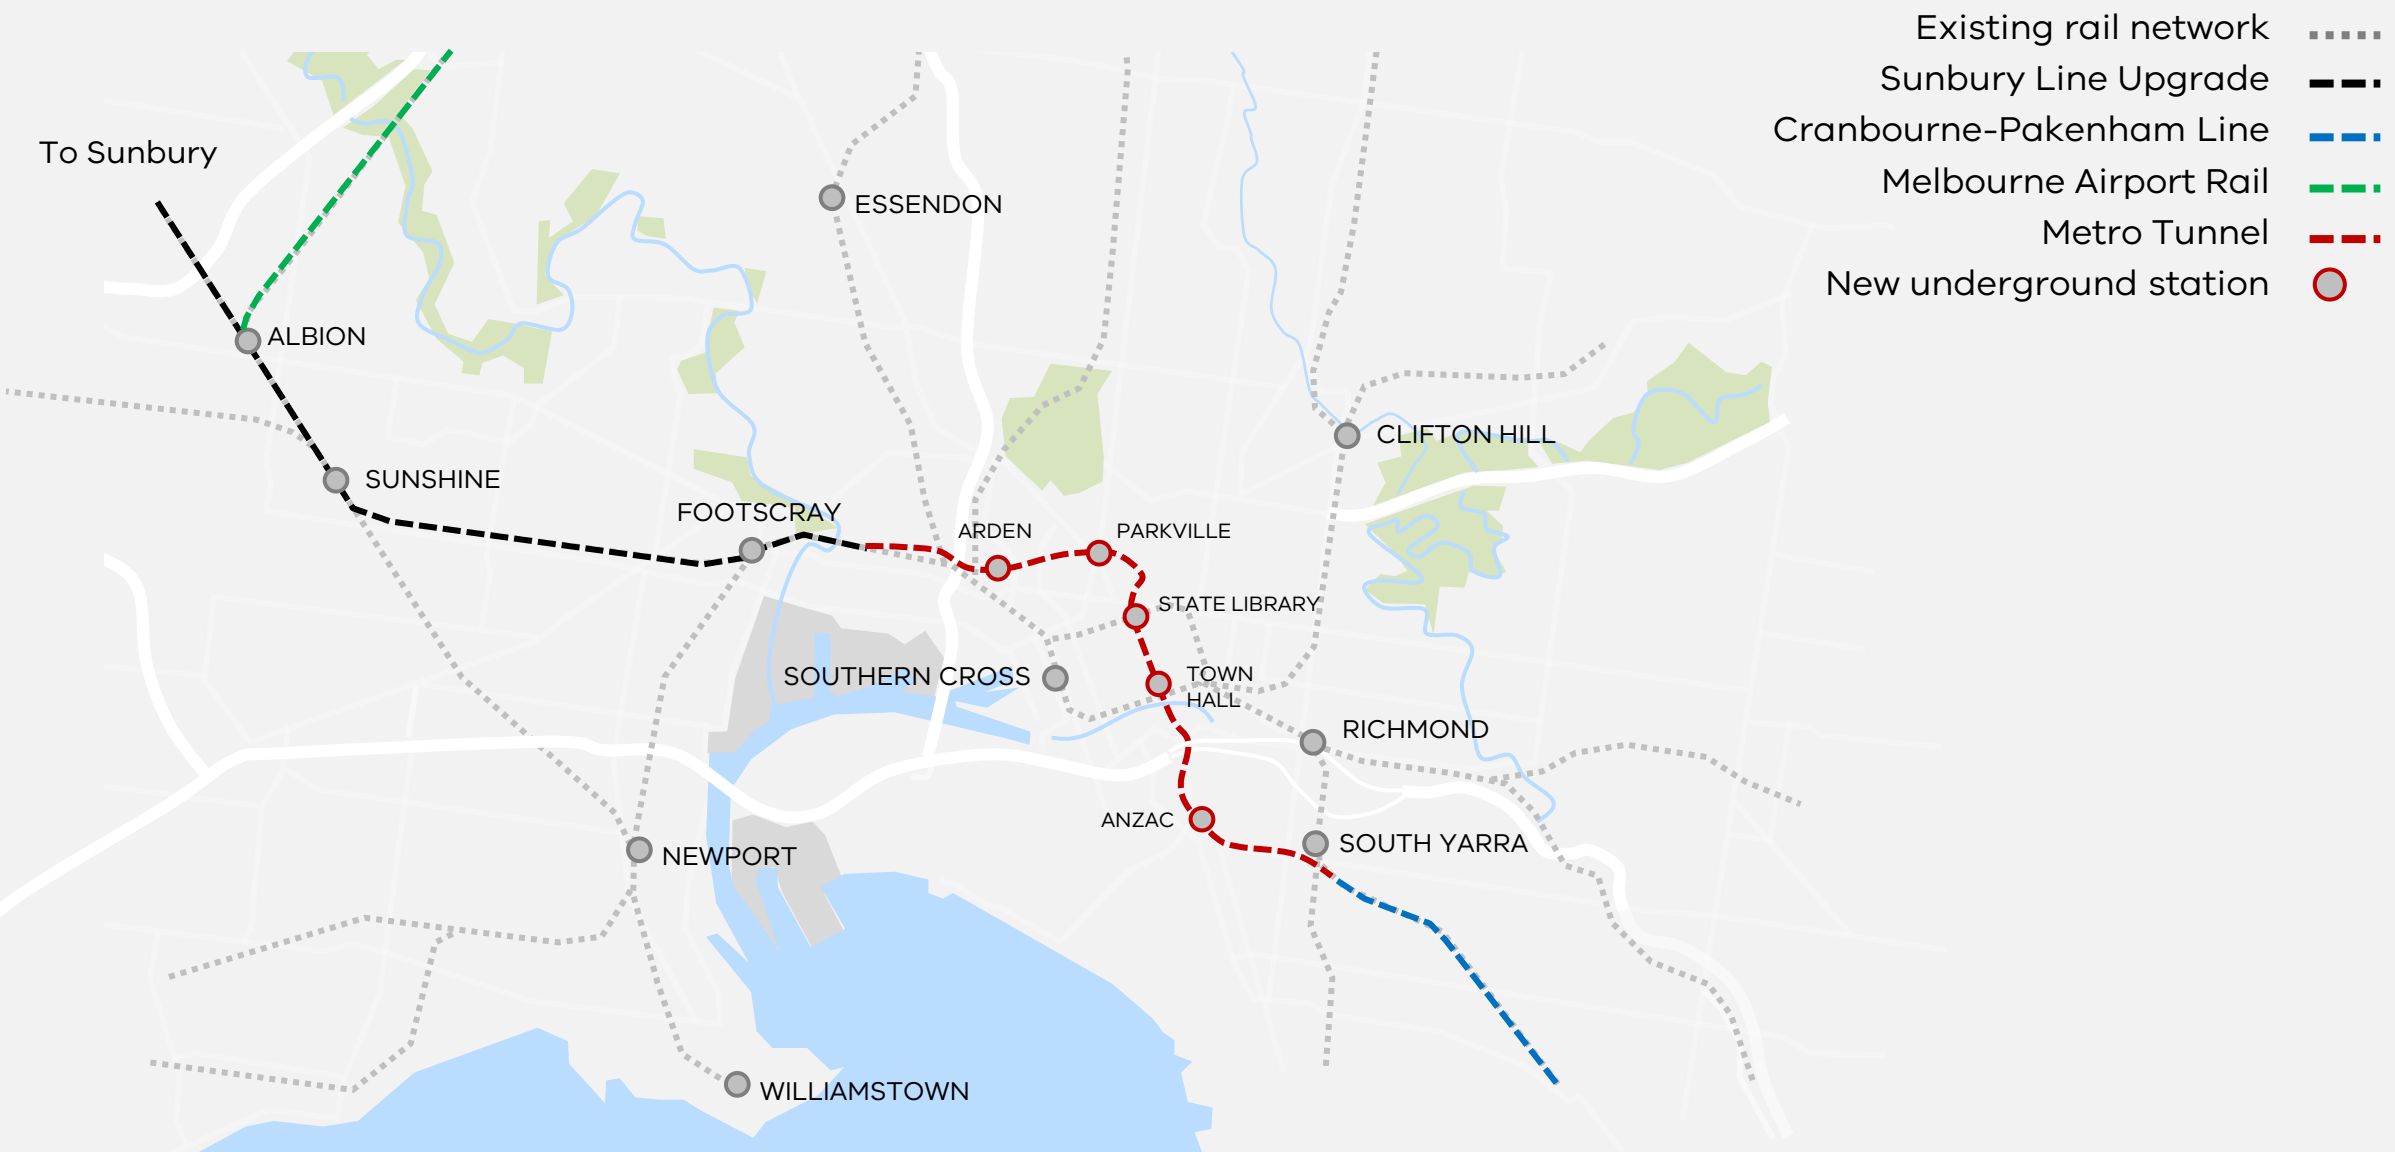 Existing rail network
Sunbury Line Upgrade
Cranbourne-Pakenham Line
Melbourne Airport Rail
Metro Tunnel
New underground station
To Sunbury
ESSENDON
ALBION
CLIFTON HILL
SUNSHINE
FOOTSCRAY
ARDEN
PARKVILLE
STATE LIBRARY
SOUTHERN CROSS
TOWN
HALL
RICHMOND
ANZAC
SOUTH YARRA
NEWPORT
WILLIAMSTOWN